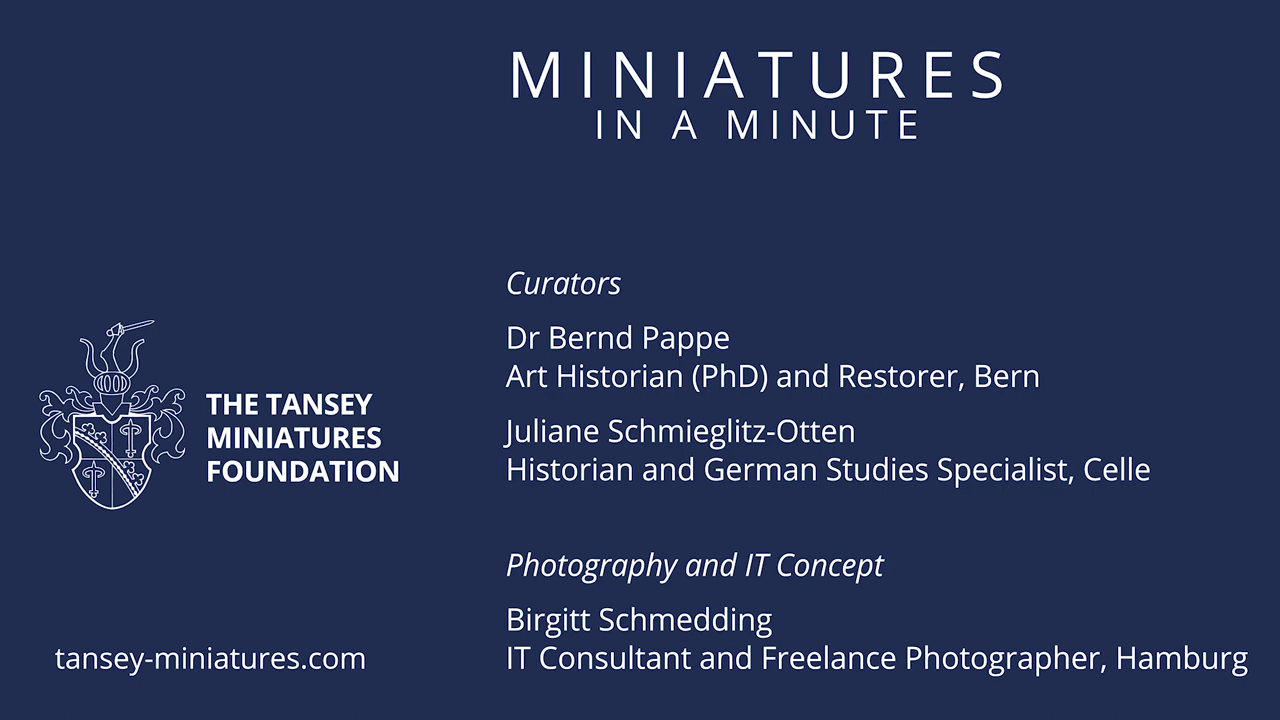 MINIATURES
IN A MINUTE
THE TANSEY
MINIATURES
FOUNDATION
tansey-miniatures.com
Curators
Dr Bernd Pappe
Art Historian (PhD) and Restorer, Bern
Juliane Schmieglitz-Otten
Historian and German Studies Specialist, Celle
Photography and IT Concept
Birgitt Schmedding
IT Consultant and Freelance Photographer, Hamburg